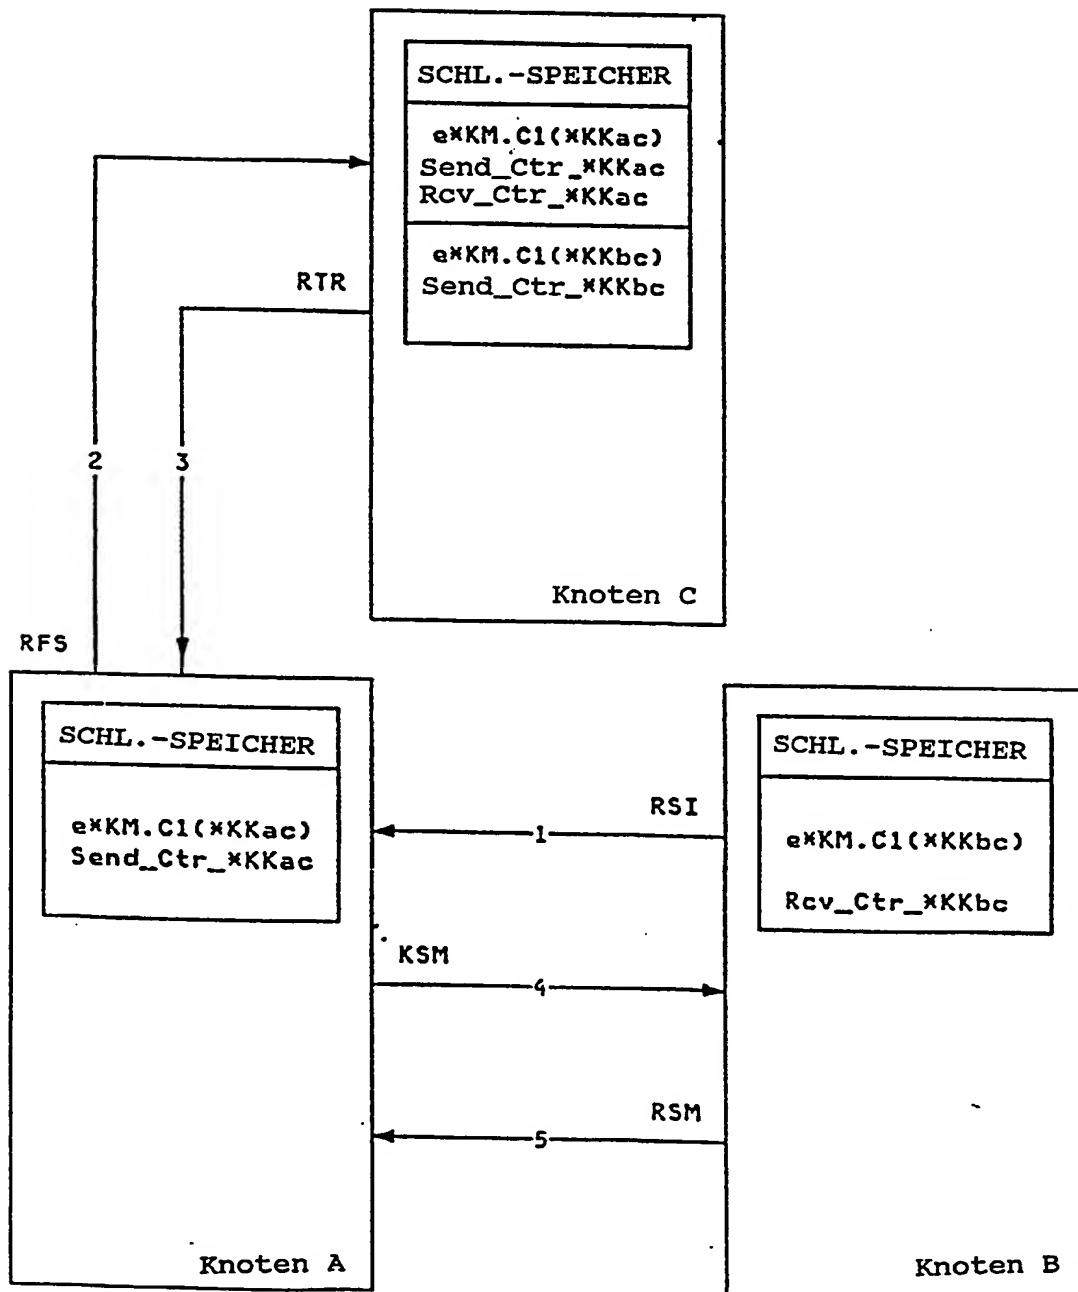 SCHL.-SPEICHER
e*KM.C1(*KKac)
Send_Ctr_*KKac
Rcv_Ctr_*KKac
e*KM.C1(*KKbc)
Send_Ctr_*KKbc
RTR
2
3
Knoten C
RFS
SCHL.-SPEICHER
e*KM.C1(*KKac)
Send_Ctr_*KKac
Knoten A
RSI
1
KSM
4
RSM
5
SCHL.-SPEICHER
e*KM.C1(*KKbc)
Rcv_Ctr_*KKbc
Knoten B